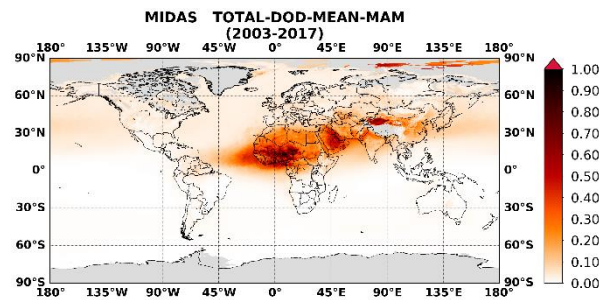 MIDAS TOTAL-DOD-MEAN-MAM
(2003-2017)
180° 135°W 90°W 45°W 0° 45°E 90°E 135°E 180°
90°N 90°N
60°N 60°N
30°N 30°N
0° 0°
30°S 30°S
60°S 60°S
90°S 90°S
180° 135°W 90°W 45°W 0° 45°E 90°E 135°E 180°
1.00
0.90
0.80
0.70
0.60
0.50
0.40
0.30
0.20
0.10
0.00